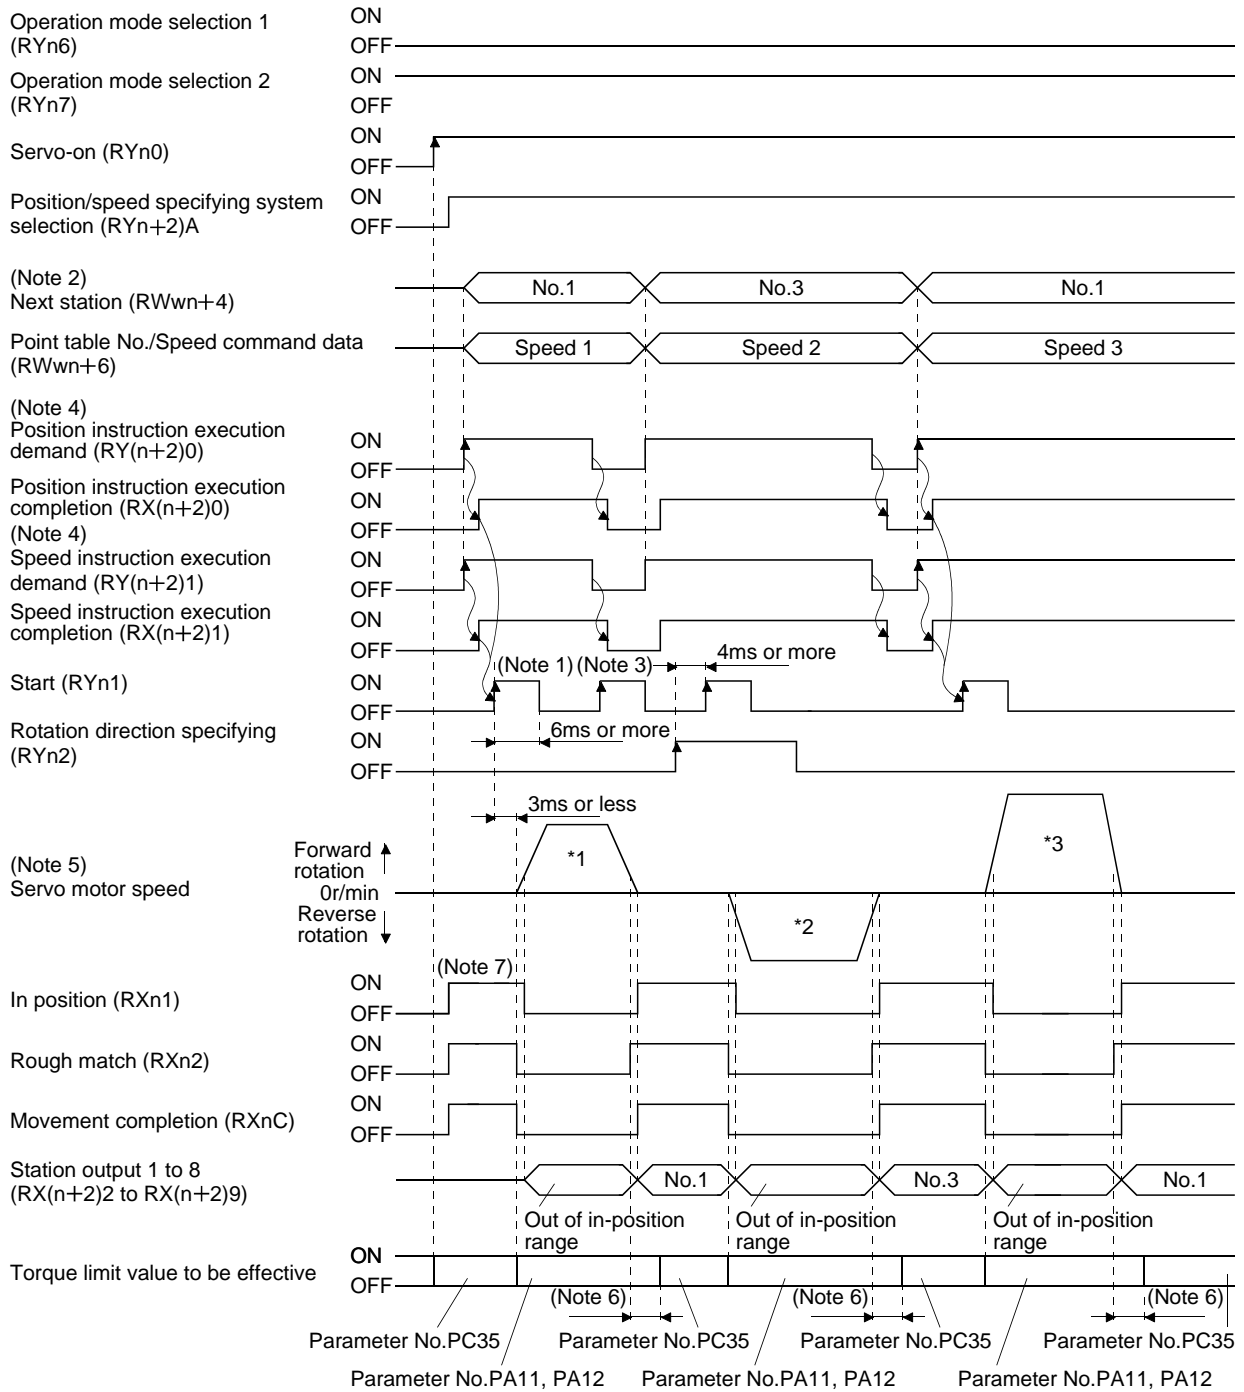 Operation mode selection 1
(RYn6)
ON
OFF
Operation mode selection 2
(RYn7)
ON
OFF
Servo-on (RYn0)
ON
OFF
Position/speed specifying system
selection (RYn+2)A
ON
OFF
(Note 2)
Next station (RWwn+4)
No.1
No.3
No.1
Point table No./Speed command data
(RWwn+6)
Speed 1
Speed 2
Speed 3
(Note 4)
Position instruction execution
demand (RY(n+2)0)
ON
OFF
Position instruction execution
completion (RX(n+2)0)
ON
OFF
(Note 4)
Speed instruction execution
demand (RY(n+2)1)
ON
OFF
Speed instruction execution
completion (RX(n+2)1)
ON
OFF
(Note 1) (Note 3)
4ms or more
Start (RYn1)
ON
OFF
6ms or more
Rotation direction specifying
(RYn2)
ON
OFF
3ms or less
(Note 5)
Servo motor speed
Forward
rotation
0r/min
Reverse
rotation
*1
*2
*3
(Note 7)
In position (RXn1)
ON
OFF
Rough match (RXn2)
ON
OFF
Movement completion (RXnC)
ON
OFF
Station output 1 to 8
(RX(n+2)2 to RX(n+2)9)
No.1
No.3
No.1
Out of in-position
range
Out of in-position
range
Out of in-position
range
Torque limit value to be effective
ON
OFF
(Note 6)
(Note 6)
(Note 6)
Parameter No.PC35
Parameter No.PC35
Parameter No.PC35
Parameter No.PC35
Parameter No.PA11, PA12
Parameter No.PA11, PA12
Parameter No.PA11, PA12